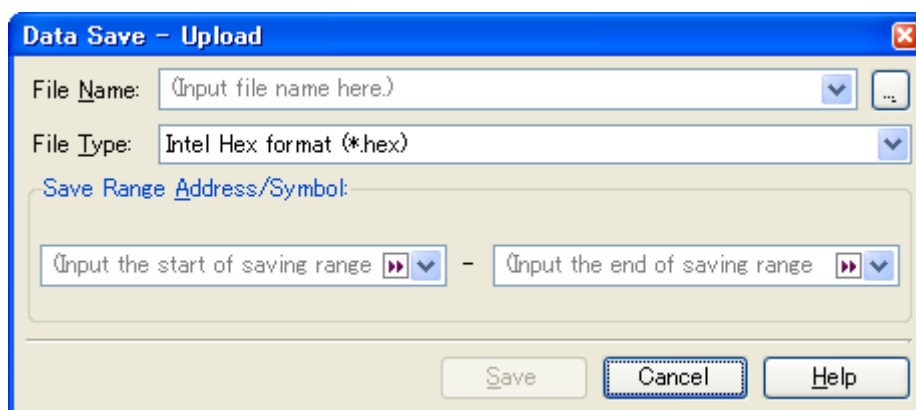 Data Save - Upload
File Name: (Input file name here.) ...
File Type: Intel Hex format (*.hex)
Save Range Address/Symbol:
(Input the start of saving range - (Input the end of saving range
Save Cancel Help